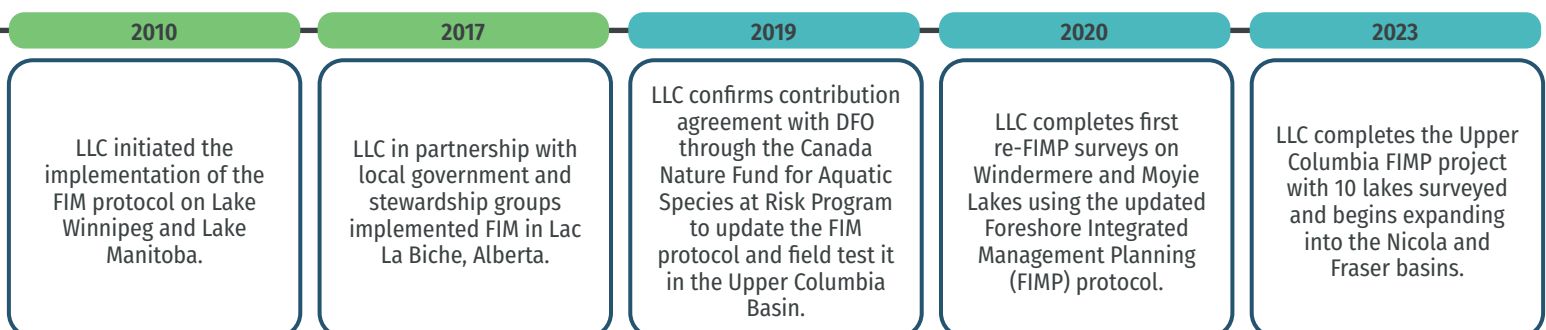 2010
LLC initiated the
implementation of the
FIM protocol on Lake
Winnipeg and Lake
Manitoba.
2017
LLC in partnership with
local government and
stewardship groups
implemented FIM in Lac
La Biche, Alberta.
2019
LLC confirms contribution
agreement with DFO
through the Canada
Nature Fund for Aquatic
Species at Risk Program
to update the FIM
protocol and field test it
in the Upper Columbia
Basin.
2020
LLC completes first
re-FIMP surveys on
Windermere and Moyie
Lakes using the updated
Foreshore Integrated
Management Planning
(FIMP) protocol.
2023
LLC completes the Upper
Columbia FIMP project
with 10 lakes surveyed
and begins expanding
into the Nicola and
Fraser basins.